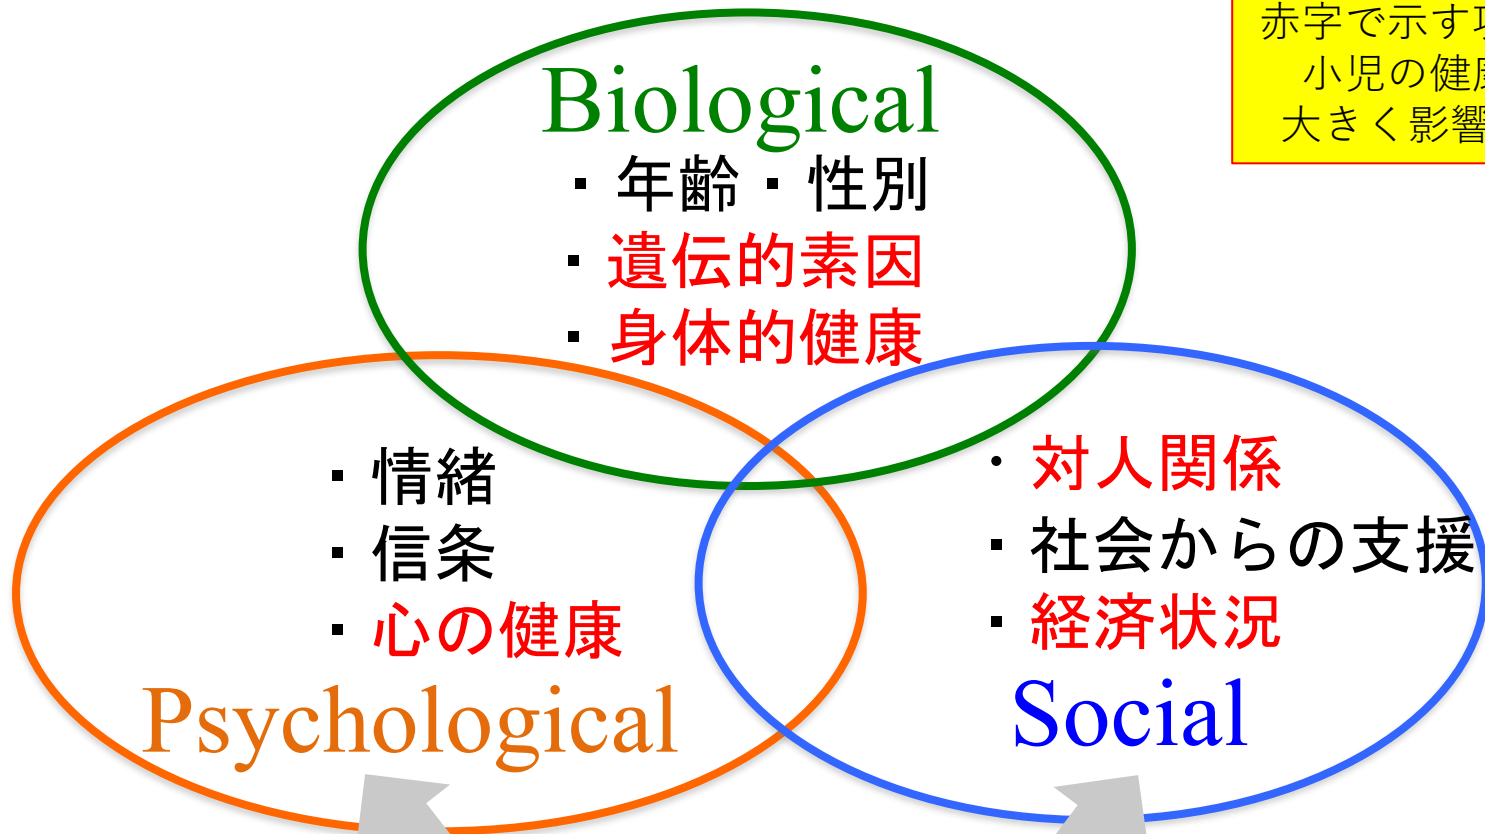 赤字で示す
小児の健康
大きく影響
Biological
・年齢・性別
・遺伝的素因
・身体的健康
・情緒
・信条
・心の健康
Psychological
・対人関係
・社会からの支援
・経済状況
Social